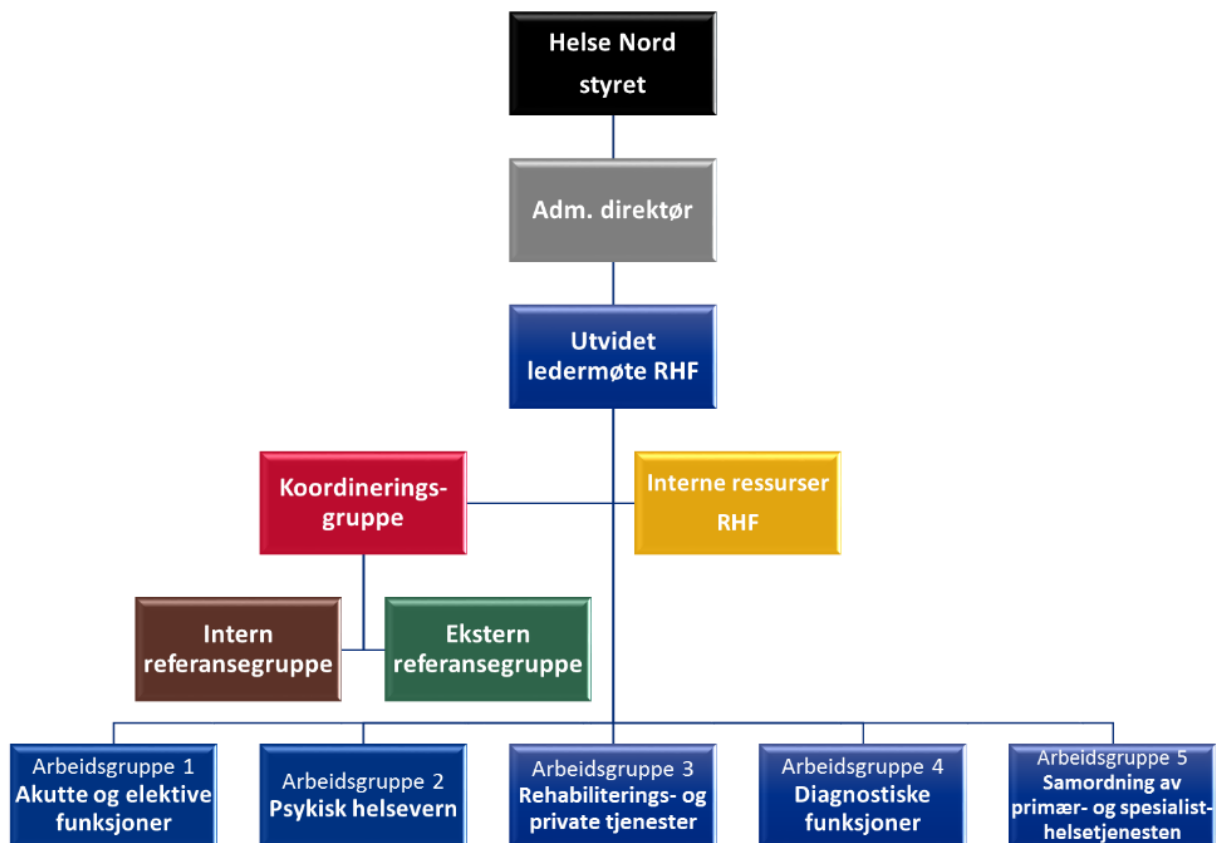 Helse Nord
styret
Adm. direktør
Utvidet
ledermøte RHF
Koordinerings-
gruppe
Interne ressurser
RHF
Intern
referansegruppe
Ekstern
referansegruppe
Arbeidsgruppe 1
Akutte og elektive
funksjoner
Arbeidsgruppe 2
Psykisk helsevern
Arbeidsgruppe 3
Rehabiliterings- og
private tjenester
Arbeidsgruppe 4
Diagnostiske
funksjoner
Arbeidsgruppe 5
Samordning av
primær- og spesialist-
helsetjenesten